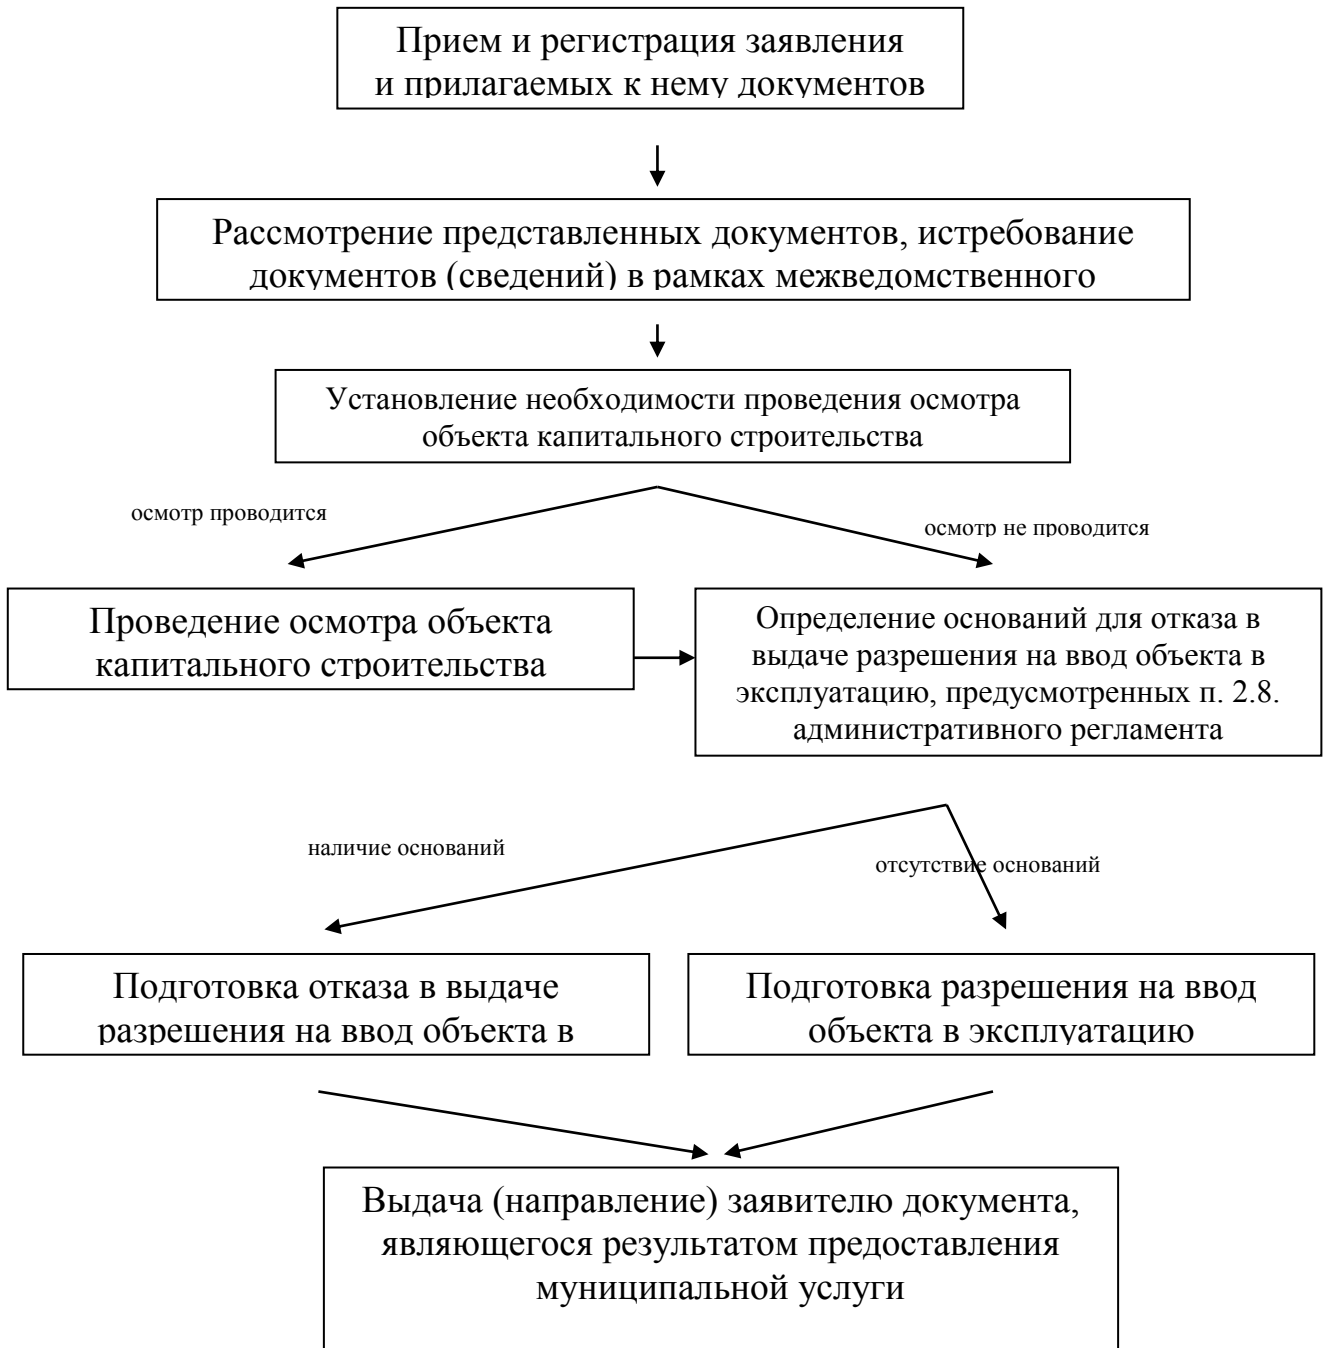 Прием и регистрация заявления
и прилагаемых к нему документов
Рассмотрение представленных документов, истребование
документов (сведений) в рамках межведомственного
Установление необходимости проведения осмотра
объекта капитального строительства
осмотр проводится
осмотр не проводится
Проведение осмотра объекта
капитального строительства
Определение оснований для отказа в
выдаче разрешения на ввод объекта в
эксплуатацию, предусмотренных п. 2.8.
административного регламента
наличие оснований
отсутствие оснований
Подготовка отказа в выдаче
разрешения на ввод объекта в
Подготовка разрешения на ввод
объекта в эксплуатацию
Выдача (направление) заявителю документа,
являющегося результатом предоставления
муниципальной услуги